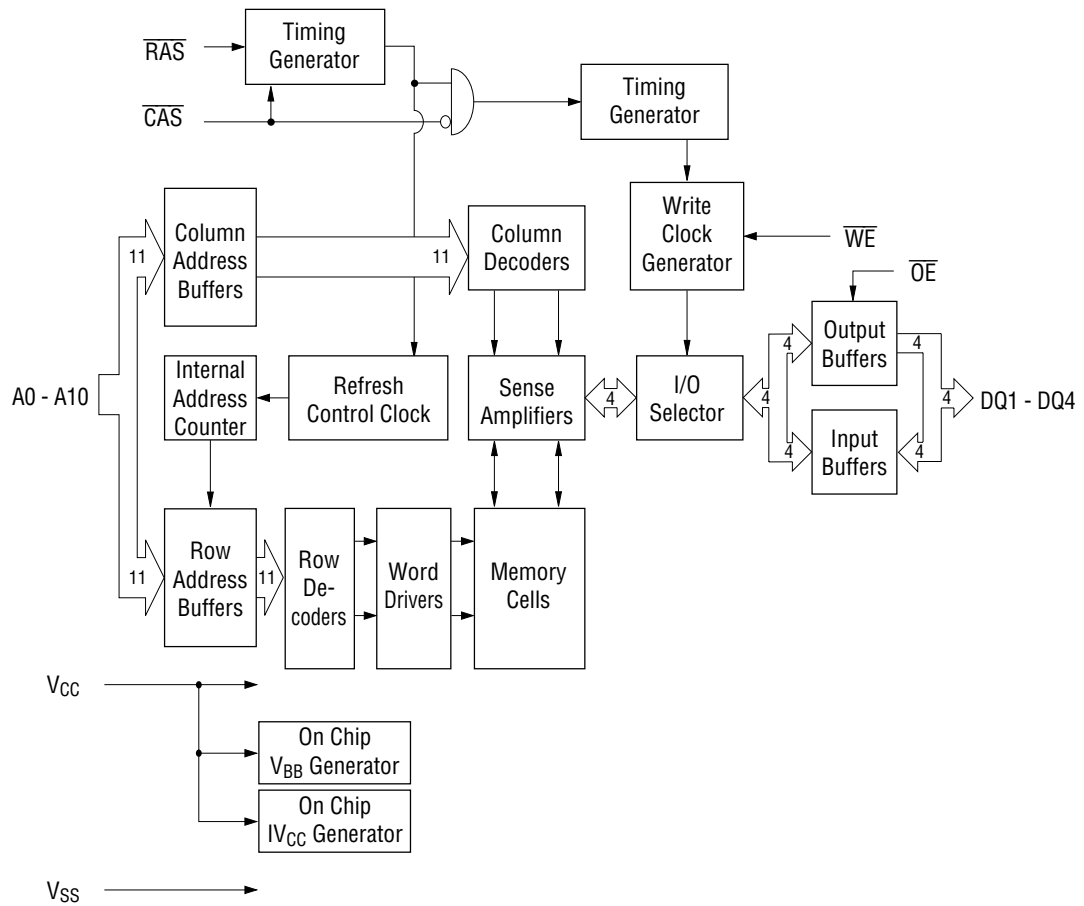 Timing
Generator
RAS
CAS
Timing
Generator
Write
Clock
Generator
WE
OE
Column
Address
Buffers
11
11
Column
Decoders
Output
Buffers
4
4
Internal
Address
Counter
Refresh
Control Clock
Sense
Amplifiers
4
I/O
Selector
4
4
A0 - A10
DQ1 - DQ4
Input
Buffers
4
4
11
Row
Address
Buffers
11
Row
De-
coders
Word
Drivers
Memory
Cells
VCC
On Chip
VBB Generator
On Chip
IVCC Generator
VSS